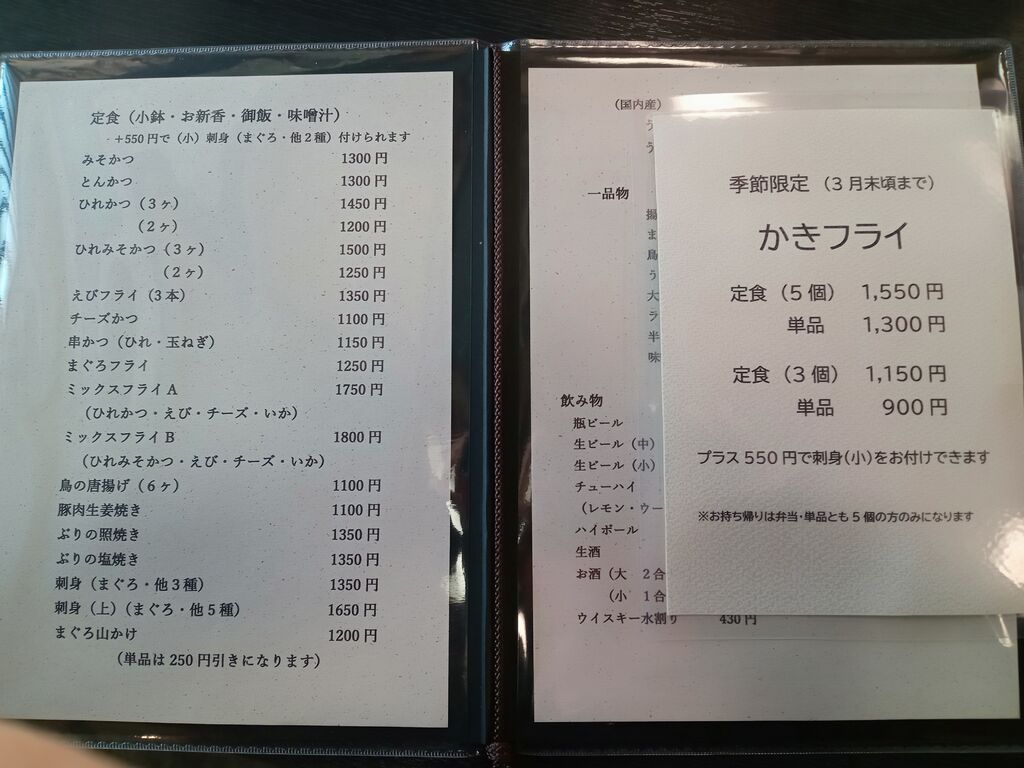 定食（小鉢・お新香・御飯・味噌汁）
+550円で（小）刺身（まぐろ・他2種）付けられます
みそかつ 1300円
とんかつ 1300円
ひれかつ（3ヶ） 1450円
（2ヶ） 1200円
ひれみそかつ（3ヶ） 1500円
（2ヶ） 1250円
えびフライ（3本） 1350円
チーズかつ 1100円
串かつ（ひれ・玉ねぎ） 1150円
まぐろフライ 1250円
ミックスフライA 1750円
（ひれかつ・えび・チーズ・いか）
ミックスフライB 1800円
（ひれみそかつ・えび・チーズ・いか）
鳥の唐揚げ（6ヶ） 1100円
豚肉生姜焼き 1100円
ぶりの照焼き 1350円
ぶりの塩焼き 1350円
刺身（まぐろ・他3種） 1350円
刺身（上）（まぐろ・他5種） 1650円
まぐろ山かけ 1200円
（単品は250円引きになります）
（国内産）
う
う
一品物
揚
ま
鳥
う
大
ラ
半
味
飲み物
瓶ビール
生ビール（中）
生ビール（小）
チューハイ
（レモン・ウー
ハイボール
生酒
お酒（大 2合
（小 1合
ウイスキー水割り 430円
季節限定（3月末頃まで）
かきフライ
定食（5個） 1,550円
単品 1,300円
定食（3個） 1,150円
単品 900円
プラス550円で刺身(小)をお付けできます
※お持ち帰りは弁当・単品とも5個の方のみになります